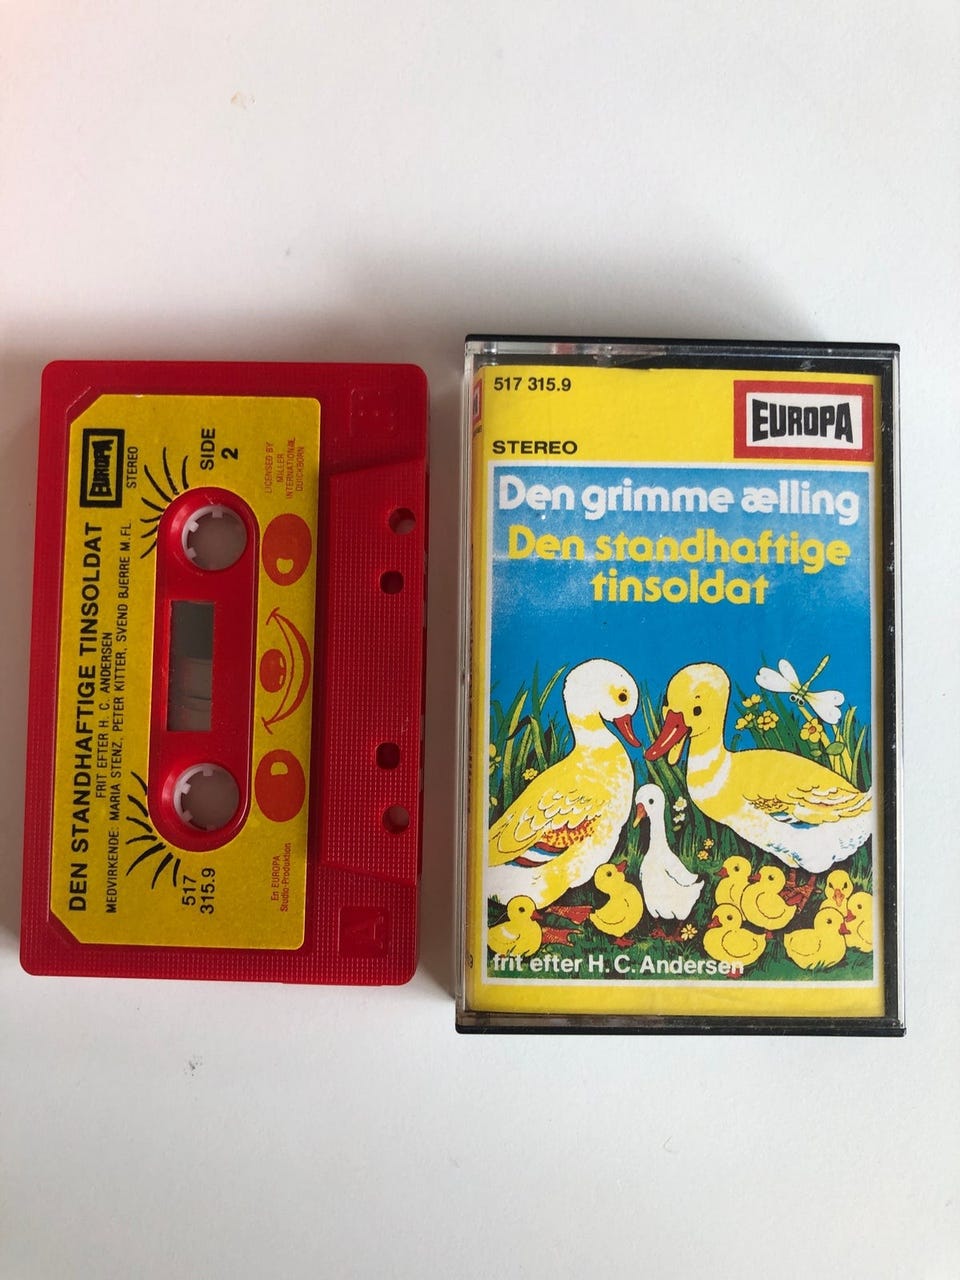 EUROPA
STEREO
DEN STANDHAFTIGE TINSOLDAT
FRIT EFTER H. C. ANDERSEN
MEDVIRKENDE: MARIA STENZ, PETER KITTER, SVEND BJERRE M.FL.
SIDE
2
517
315.9
LICENSED BY
MILLER
INTERNATIONAL
QUICKBORN
En EUROPA
Studio-Produktion
B
A
517 315.9
EUROPA
STEREO
Den grimme ælling
Den standhaftige
tinsoldat
frit efter H. C. Andersen